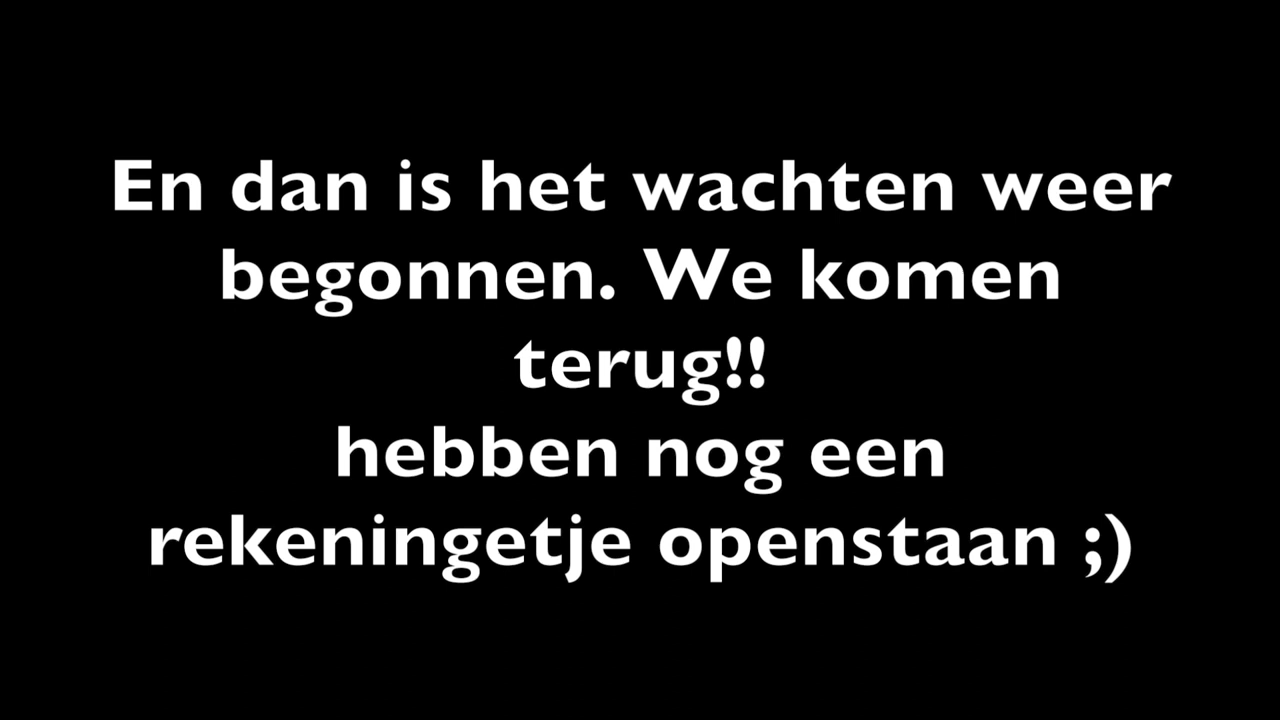 En dan is het wachten weer
begonnen. We komen
terug!!
hebben nog een
rekeningetje openstaan ;)